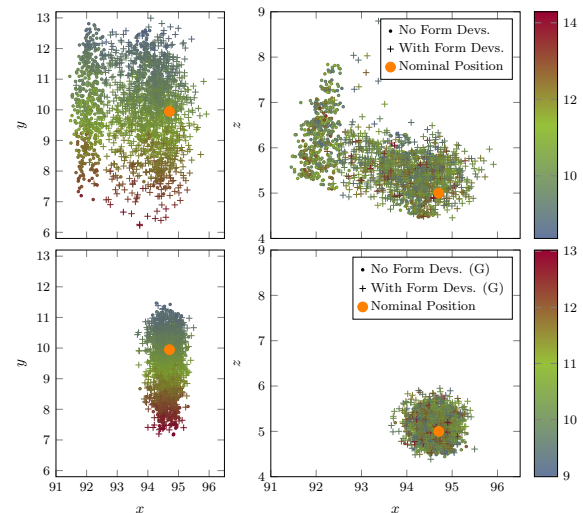 13
12
11
10
9
8
7
6
y
9
8
7
6
5
4
z
No Form Devs.
With Form Devs.
Nominal Position
14
12
10
13
12
11
10
9
8
7
6
y
91 92 93 94 95 96
x
9
8
7
6
5
4
z
91 92 93 94 95 96
x
No Form Devs. (G)
With Form Devs. (G)
Nominal Position
13
12
11
10
9